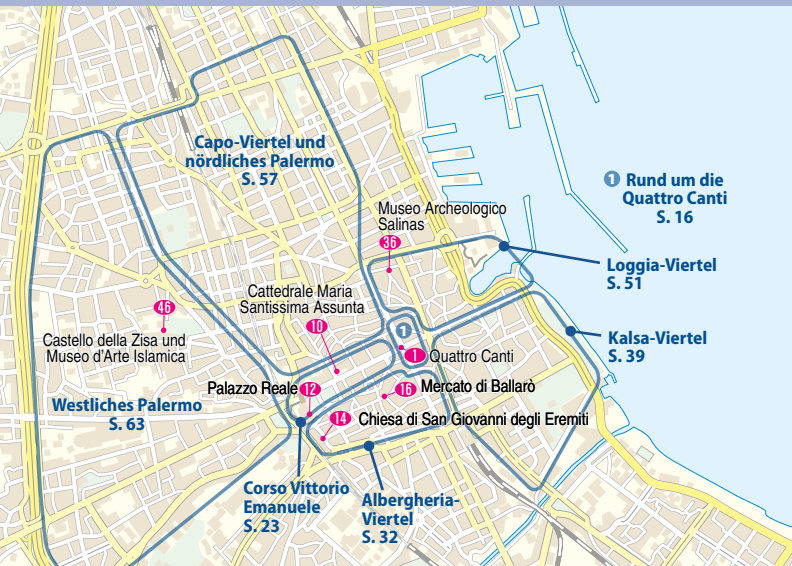 Capo-Viertel und
nördliches Palermo
S. 57
1 Rund um die
Quattro Canti
S. 16
Museo Archeologico
Salinas
36
Loggia-Viertel
S. 51
Cattedrale Maria
Santissima Assunta
10
46
Castello della Zisa und
Museo d'Arte Islamica
1
1 Quattro Canti
Kalsa-Viertel
S. 39
Palazzo Reale 12
16 Mercato di Ballarò
Westliches Palermo
S. 63
14 Chiesa di San Giovanni degli Eremiti
Corso Vittorio
Emanuele
S. 23
Albergheria-
Viertel
S. 32